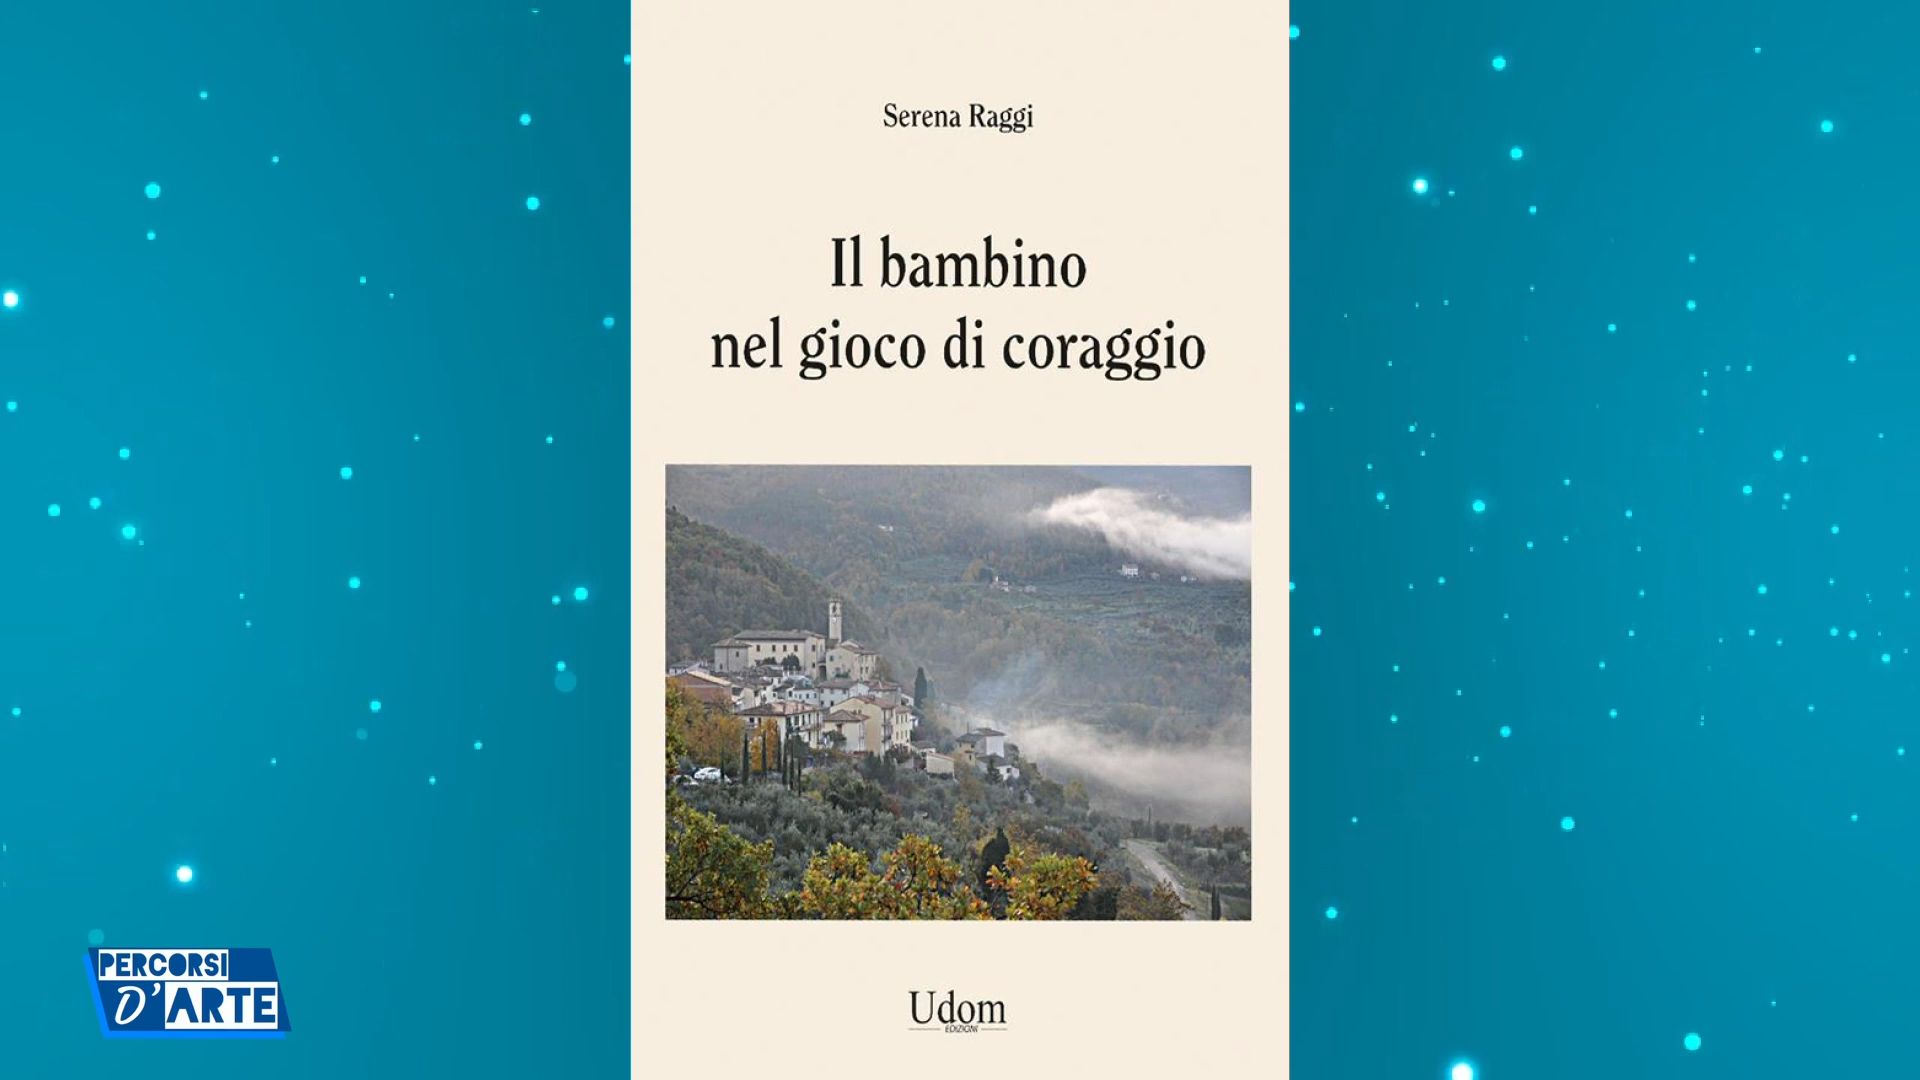 Serena Raggi
Il bambino
nel gioco di coraggio
Udom
EDIZIONI
PERCORSI
D'ARTE